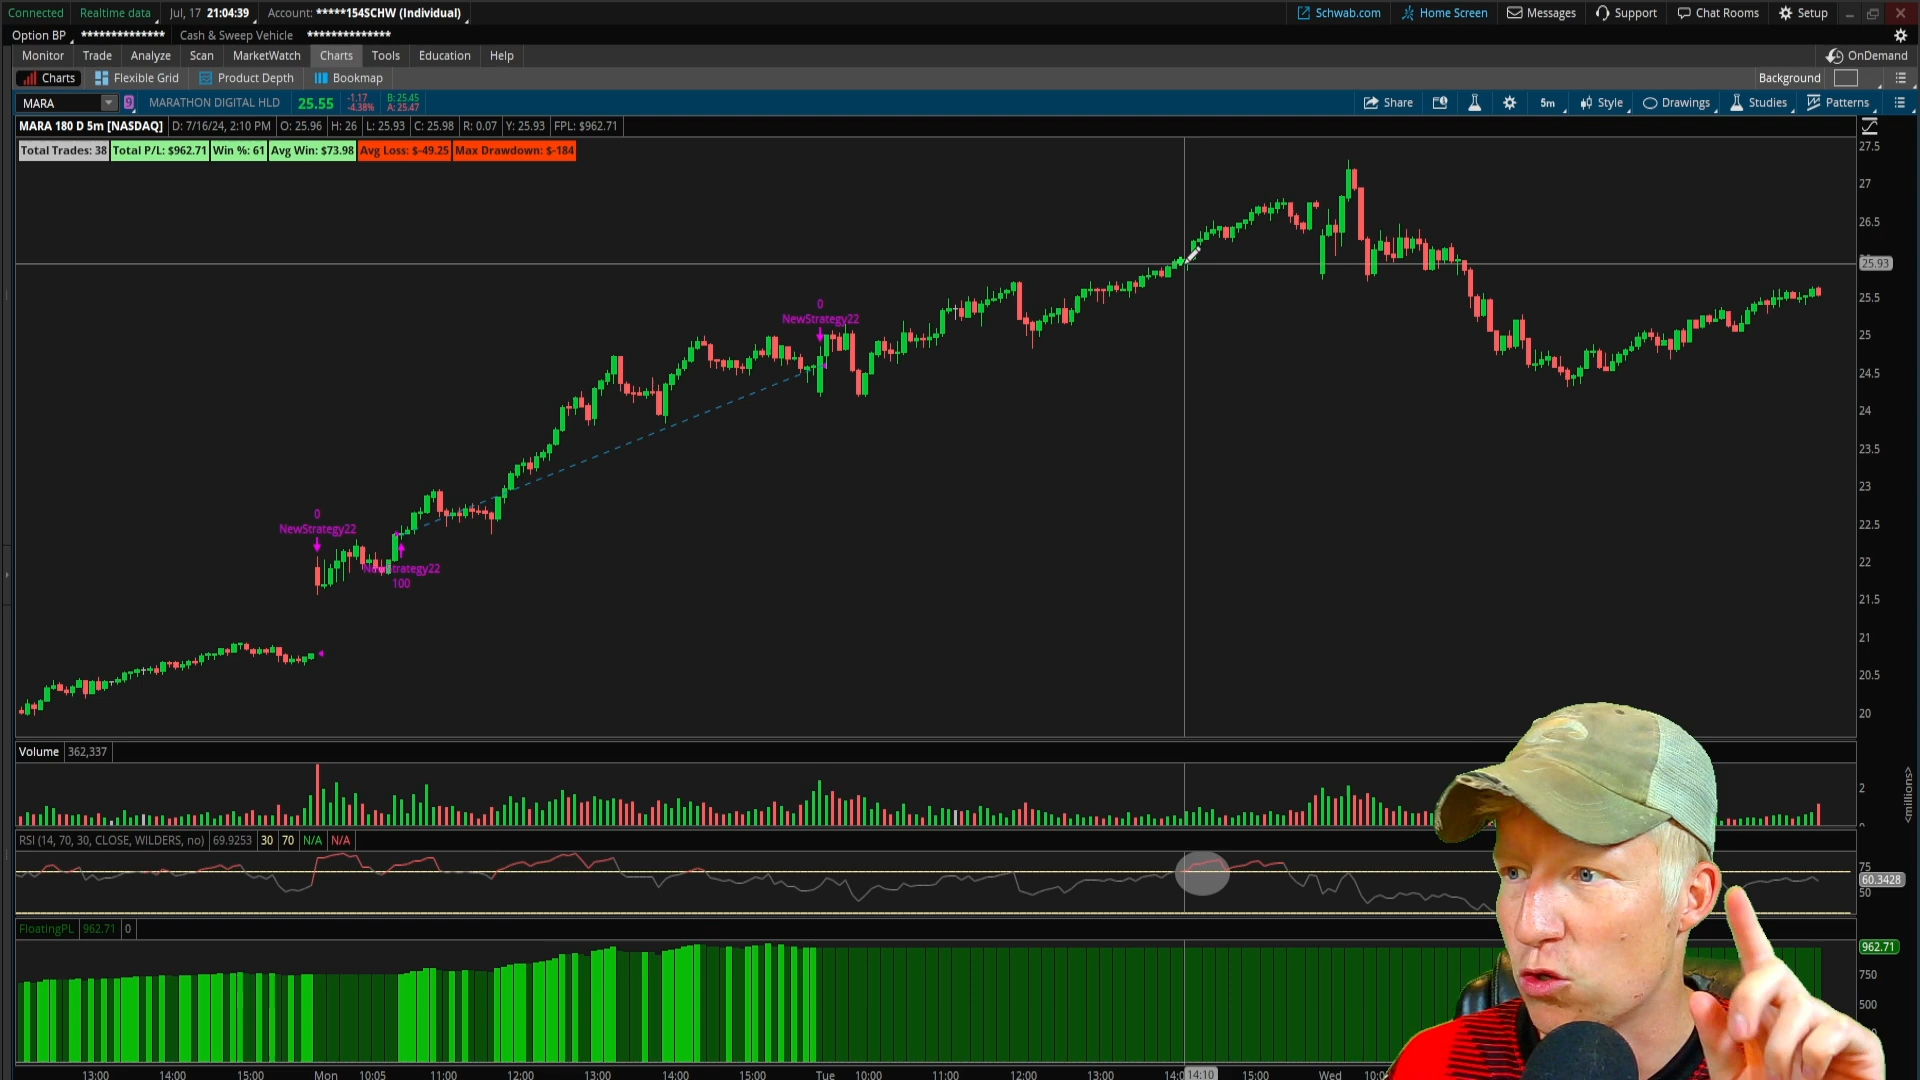 Connected Realtime data Jul, 17 21:04:39 Account: *****154SCHW (Individual) Schwab.com Home Screen Messages Support Chat Rooms Setup
Option BP ************** Cash & Sweep Vehicle **************
Monitor Trade Analyze Scan MarketWatch Charts Tools Education Help OnDemand
Charts Flexible Grid Product Depth Bookmap Background
MARA 9 MARATHON DIGITAL HLD 25.55 -1.17 -4.38% B: 25.45 A: 25.47 Share 5m Style Drawings Studies Patterns
MARA 180 D 5m [NASDAQ] D: 7/16/24, 2:10 PM O: 25.96 H: 26 L: 25.93 C: 25.98 R: 0.07 Y: 25.93 FPL: $962.71
Total Trades: 38 Total P/L: $962.71 Win %: 61 Avg Win: $73.98 Avg Loss: $-49.25 Max Drawdown: $-184
27.5
27
26.5
25.93
25.5
25
24.5
24
23.5
23
22.5
22
21.5
21
20.5
20
0
NewStrategy22
0
NewStrategy22
100
Volume 362,337
2
<millions>
RSI (14, 70, 30, CLOSE, WILDERS, no) 69.9253 30 70 N/A N/A
75
60.3428
50
FloatingPL 962.71 0
962.71
750
500
13:00 14:00 15:00 Mon 10:05 11:00 12:00 13:00 14:00 15:00 Tue 10:00 11:00 12:00 13:00 14:10 15:00 Wed